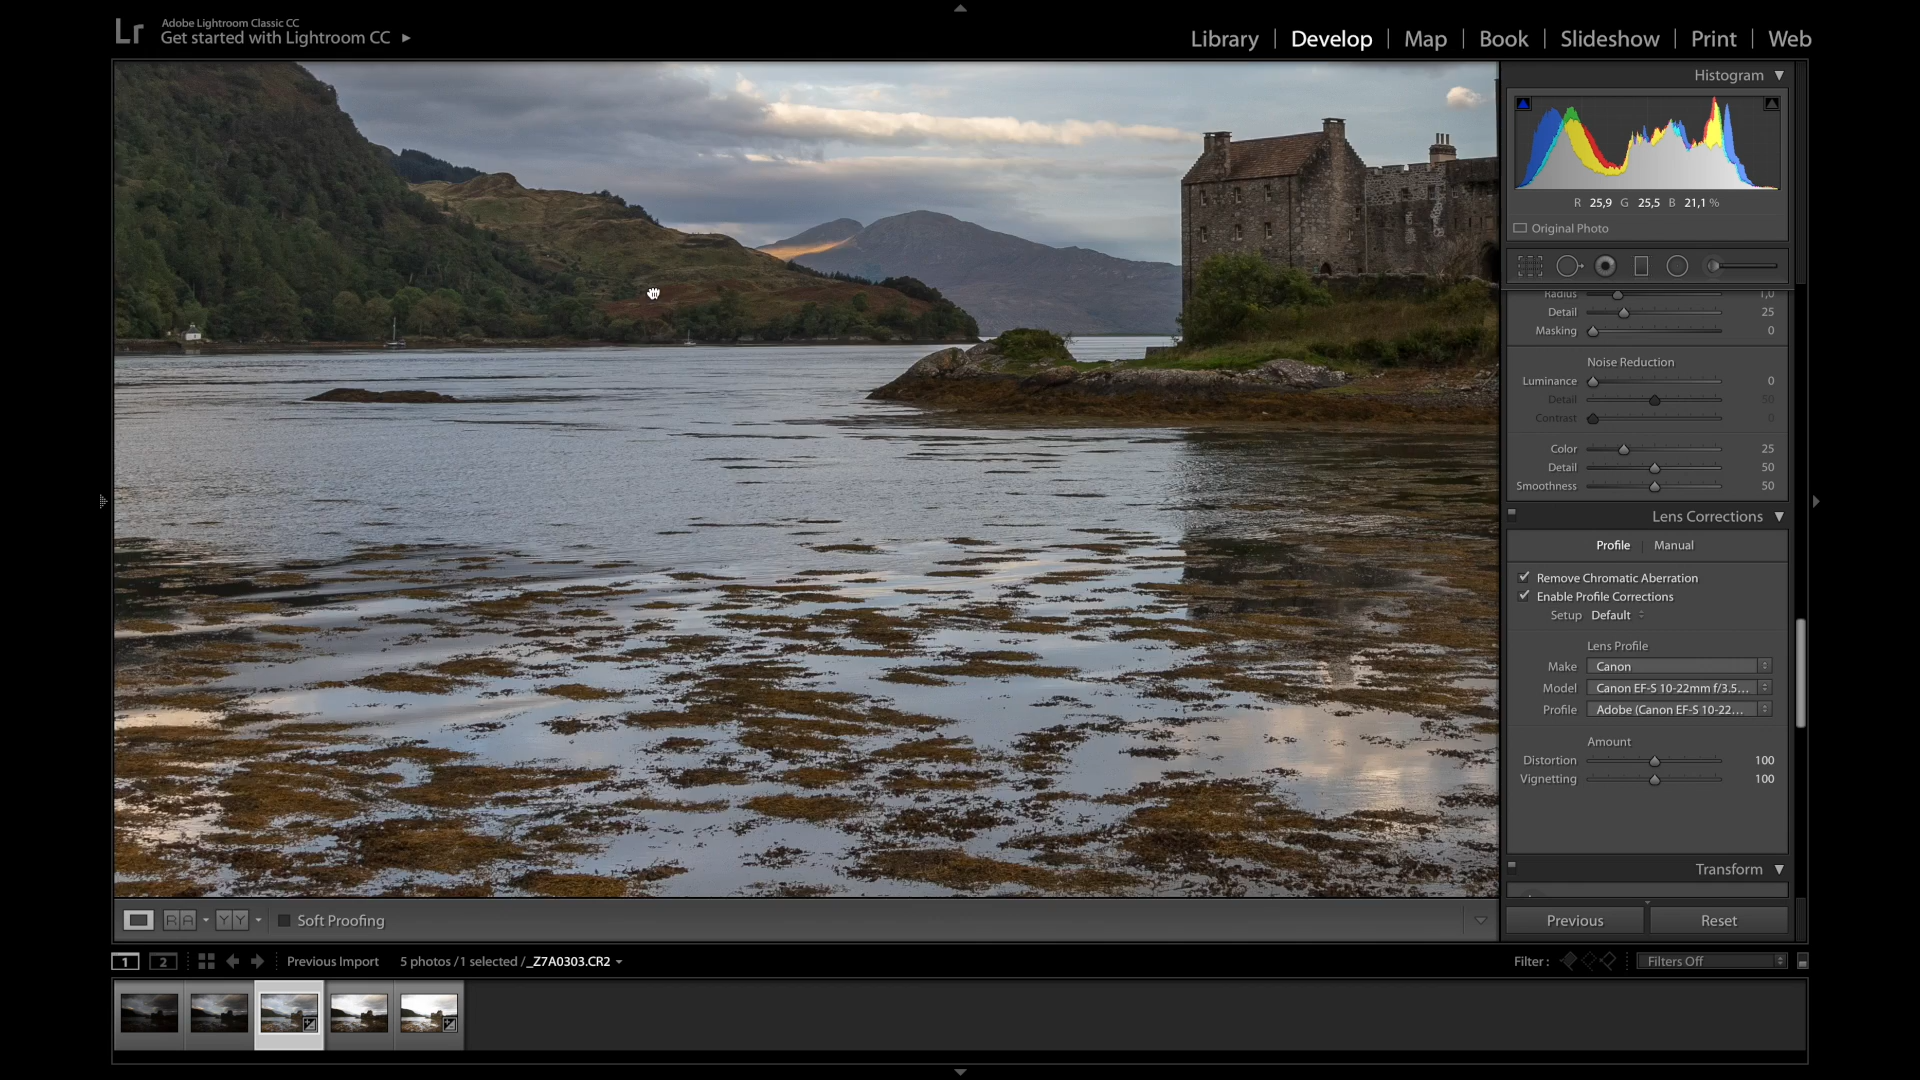 Lr
Adobe Lightroom Classic CC
Get started with Lightroom CC
Library | Develop | Map | Book | Slideshow | Print | Web
Histogram
R 25,9 G 25,5 B 21,1 %
Original Photo
Radius 1,0
Detail 25
Masking 0
Noise Reduction
Luminance 0
Detail 50
Contrast 0
Color 25
Detail 50
Smoothness 50
Lens Corrections
Profile | Manual
Remove Chromatic Aberration
Enable Profile Corrections
Setup Default
Lens Profile
Make Canon
Model Canon EF-S 10-22mm f/3.5...
Profile Adobe (Canon EF-S 10-22...
Amount
Distortion 100
Vignetting 100
Transform
Previous Reset
R A Y Y Soft Proofing
1 2 Previous Import 5 photos /1 selected /_Z7A0303.CR2 Filter : Filters Off